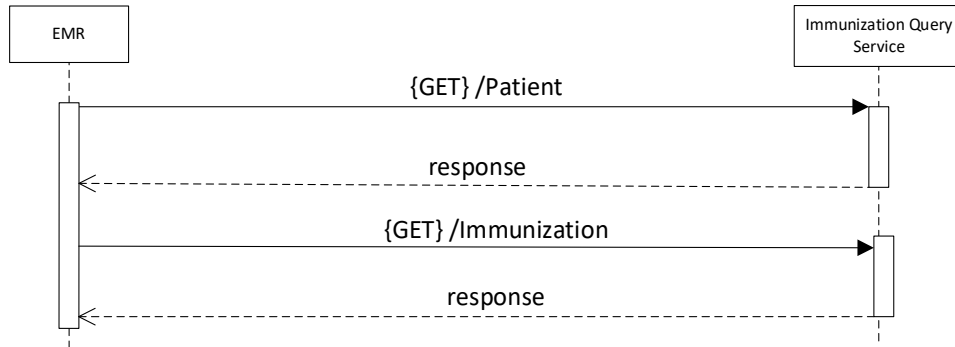 EMR
Immunization Query
Service
{GET} /Patient
response
{GET} /Immunization
response